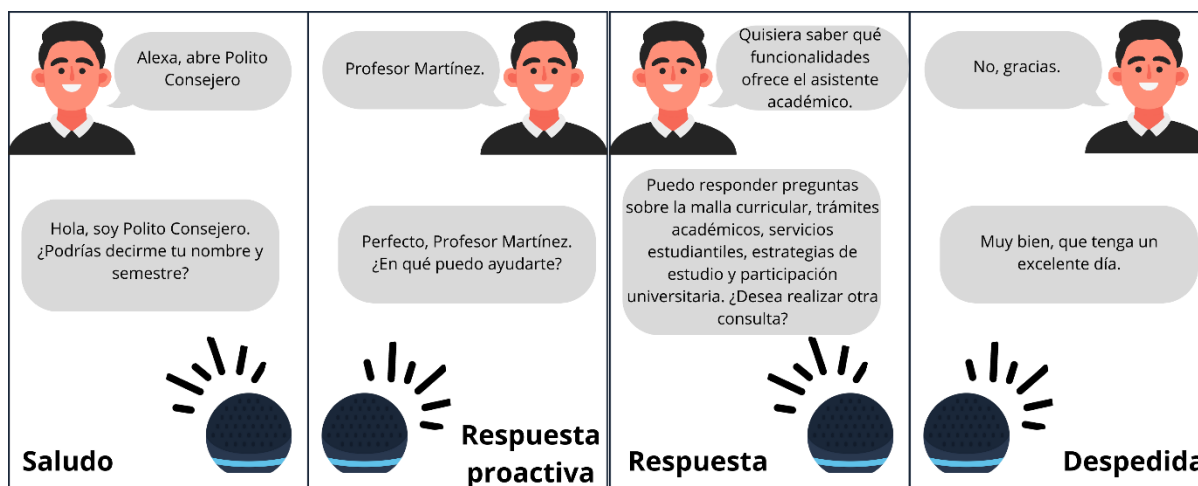 Alexa, abre Polito
Consejero
Hola, soy Polito Consejero.
¿Podrías decirme tu nombre y
semestre?
Saludo
Profesor Martínez.
Perfecto, Profesor Martínez.
¿En qué puedo ayudarte?
Respuesta
proactiva
Quisiera saber qué
funcionalidades
ofrece el asistente
académico.
Puedo responder preguntas
sobre la malla curricular, trámites
académicos, servicios
estudiantiles, estrategias de
estudio y participación
universitaria. ¿Desea realizar otra
consulta?
Respuesta
No, gracias.
Muy bien, que tenga un
excelente día.
Despedida